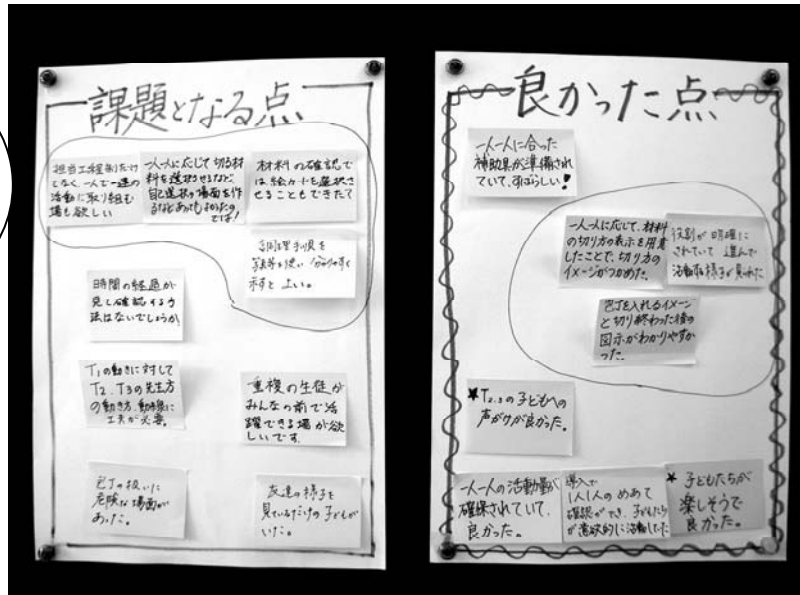 課題となる点
担当工程制だけで
なく、一人で一連の
活動に取り組む
場も欲しい
一人一人に応じて切る材
料を選択させるなど、
自己選択の場面を作
るなどあってもよかったの
では!
材料の確認で
は絵カードを選択さ
せることもできたて
調理手順を
写真等を使い分かりやすく
示すとよい。
時間の経過が
見し確認する方
法はないでしょうか
T1の動きに対して
T2、T3の先生方
の動き方、動線に
工夫が必要。
重複の生徒が
みんなの前で活
躍できる場が欲
しいです
包丁の扱いに
危険な場面が
あった。
友達の様子を
見ているだけの子どもが
いた。
良かった点
一人一人に合った
補助具が準備され
ていて、すばらしい!
一人一人に応じて、材料
の切り方の表示を用意
したことで、切り方の
イメージがつかめた。
役割が明確に
されていて 選んで
活動する様子が見られた
包丁を入れるイメージ
と切り終わった後の
図示がわかりやすか
った。
★T2.3の子どもへの
声がけが良かった。
一人一人の活動量が
確保されていて、
良かった。
導入で
1人1人のめあて
確認ができ、子どもたち
が意欲的に活動してた
★子どもたちが
楽しそうで
良かった。